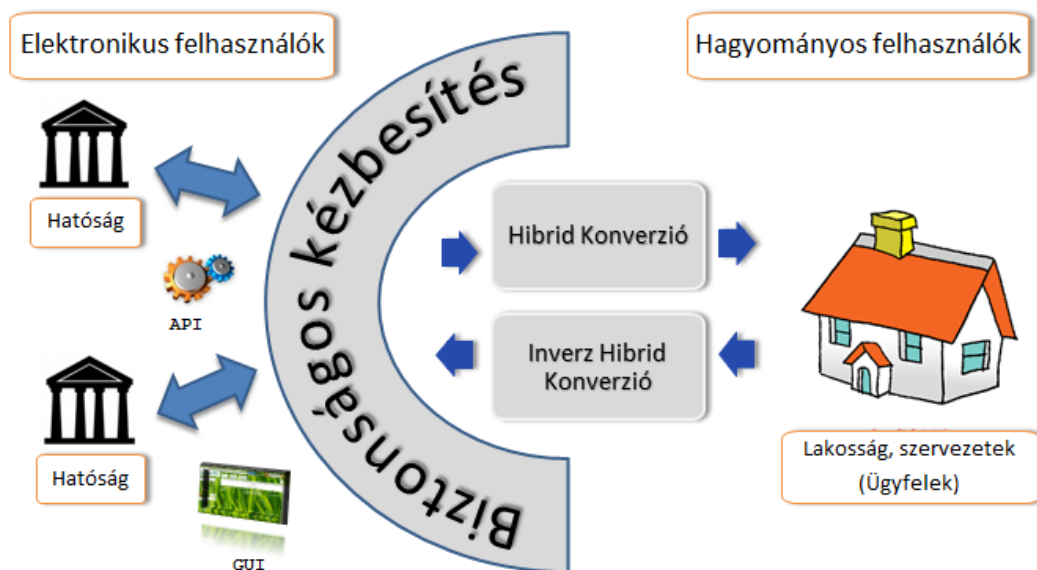 Elektronikus felhasználók
Hagyományos felhasználók
Biztonságos kézbesítés
Hatóság
API
Hatóság
GUI
Hibrid Konverzió
Inverz Hibrid
Konverzió
Lakosság, szervezetek
(Ügyfelek)